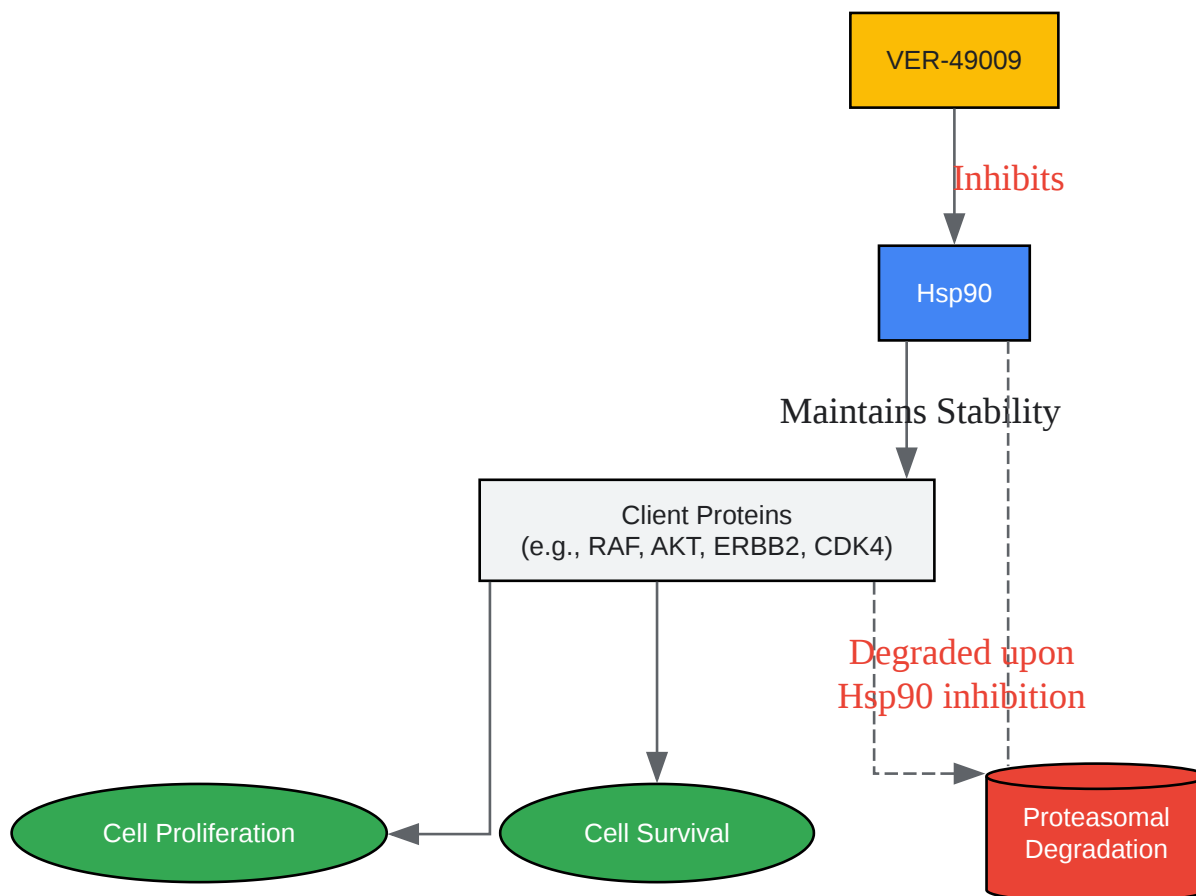 VER-49009
Inhibits
Hsp90
Maintains Stability
Client Proteins
(e.g., RAF, AKT, ERBB2, CDK4)
Degraded upon
Hsp90 inhibition
Cell Proliferation
Cell Survival
Proteasomal
Degradation